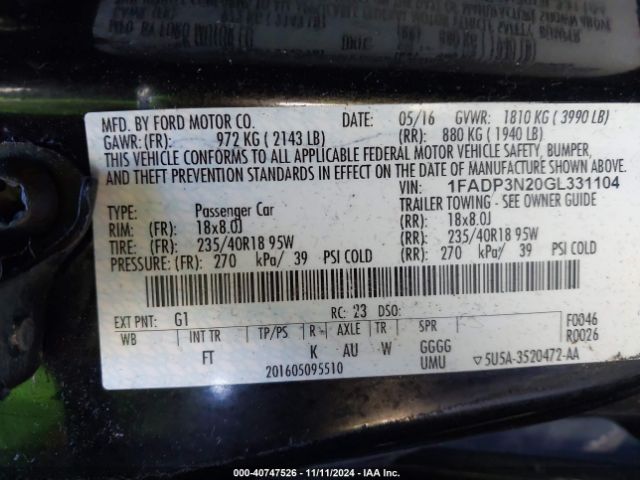 MFD. BY FORD MOTOR CO. DATE: 05/16 GVWR: 1810 KG ( 3990 LB)
GAWR: (FR): 972 KG ( 2143 LB) (RR): 880 KG ( 1940 LB)
THIS VEHICLE CONFORMS TO ALL APPLICABLE FEDERAL MOTOR VEHICLE SAFETY, BUMPER,
AND THEFT PREVENTION STANDARDS IN EFFECT ON THE DATE OF MANUFACTURE SHOWN ABOVE.
VIN: 1FADP3N20GL331104
TYPE: Passenger Car TRAILER TOWING - SEE OWNER GUIDE
RIM: (FR): 18x8.0J (RR): 18x8.0J
TIRE: (FR): 235/40R18 95W (RR): 235/40R18 95W
PRESSURE: (FR): 270 kPa/ 39 PSI COLD (RR): 270 kPa/ 39 PSI COLD
EXT PNT: G1 RC: 23 DSO:
WB INT TR TP/PS R AXLE TR SPR F0046
R0026
FT K AU W GGGG
UMU
201605095510 5U5A-3520472-AA
© 40747526 - 11/11/2024 - IAA Inc.